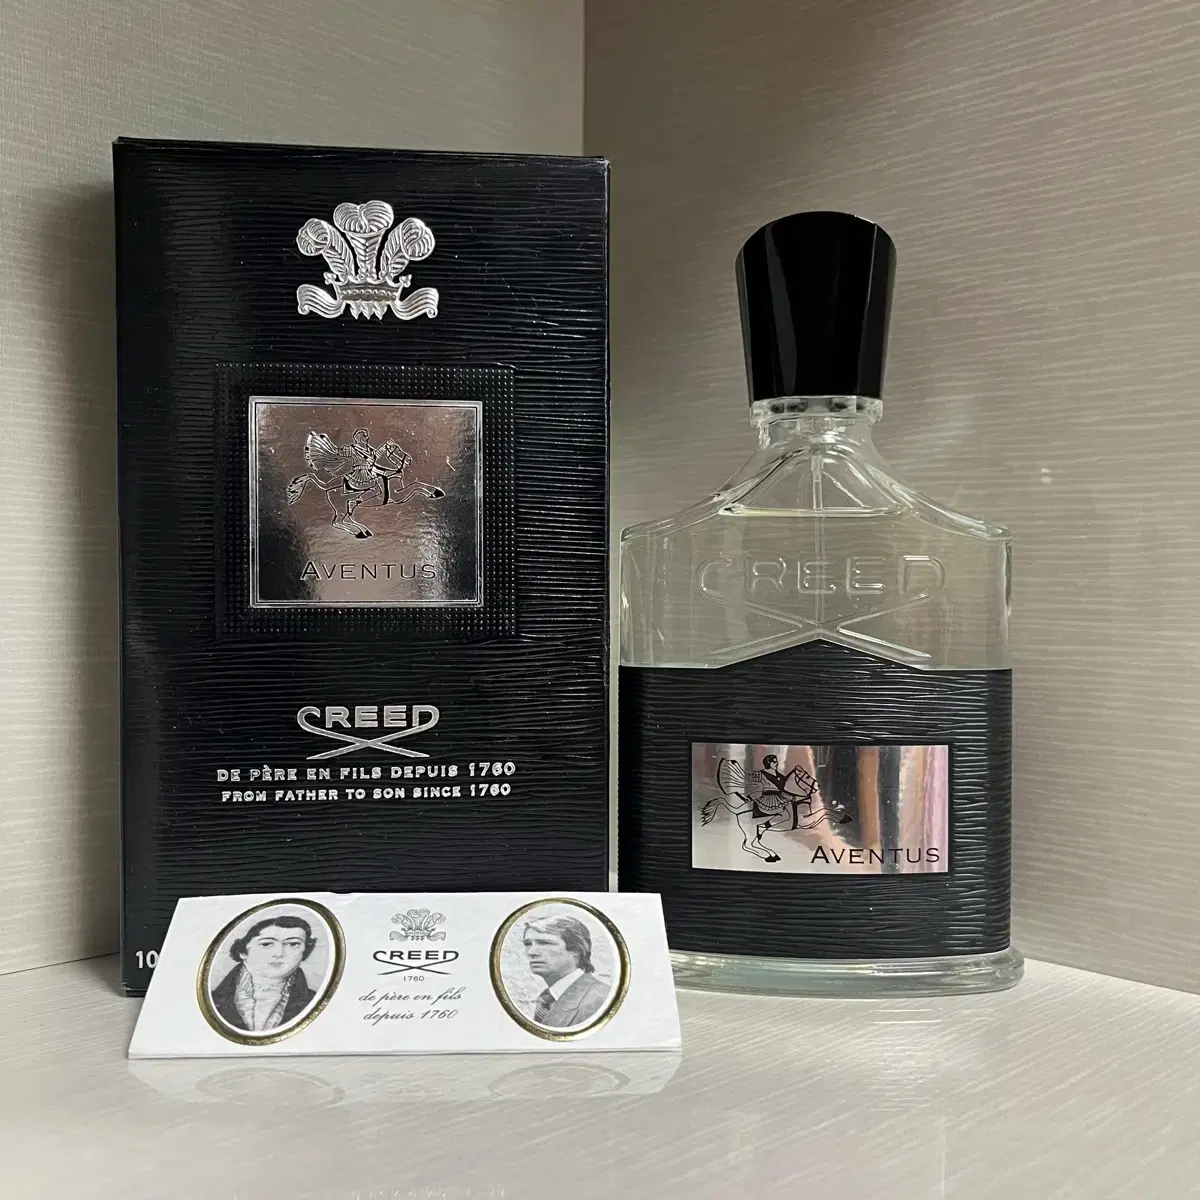 AVENTUS
CREED
DE PÈRE EN FILS DEPUIS 1760
FROM FATHER TO SON SINCE 1760
10
CREED
1760
de père en fils
depuis 1760
CREED
AVENTUS